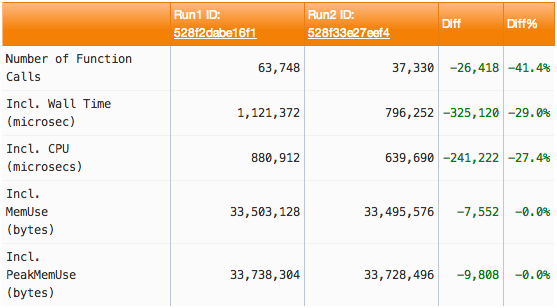 Run1 ID: Run2 ID: Diff Diff%
528f2dabe16f1 528f33e27eef4
Number of Function Calls 63,748 37,330 -26,418 -41.4%
Incl. Wall Time (microsec) 1,121,372 796,252 -325,120 -29.0%
Incl. CPU (microsecs) 880,912 639,690 -241,222 -27.4%
Incl. MemUse (bytes) 33,503,128 33,495,576 -7,552 -0.0%
Incl. PeakMemUse (bytes) 33,738,304 33,728,496 -9,808 -0.0%